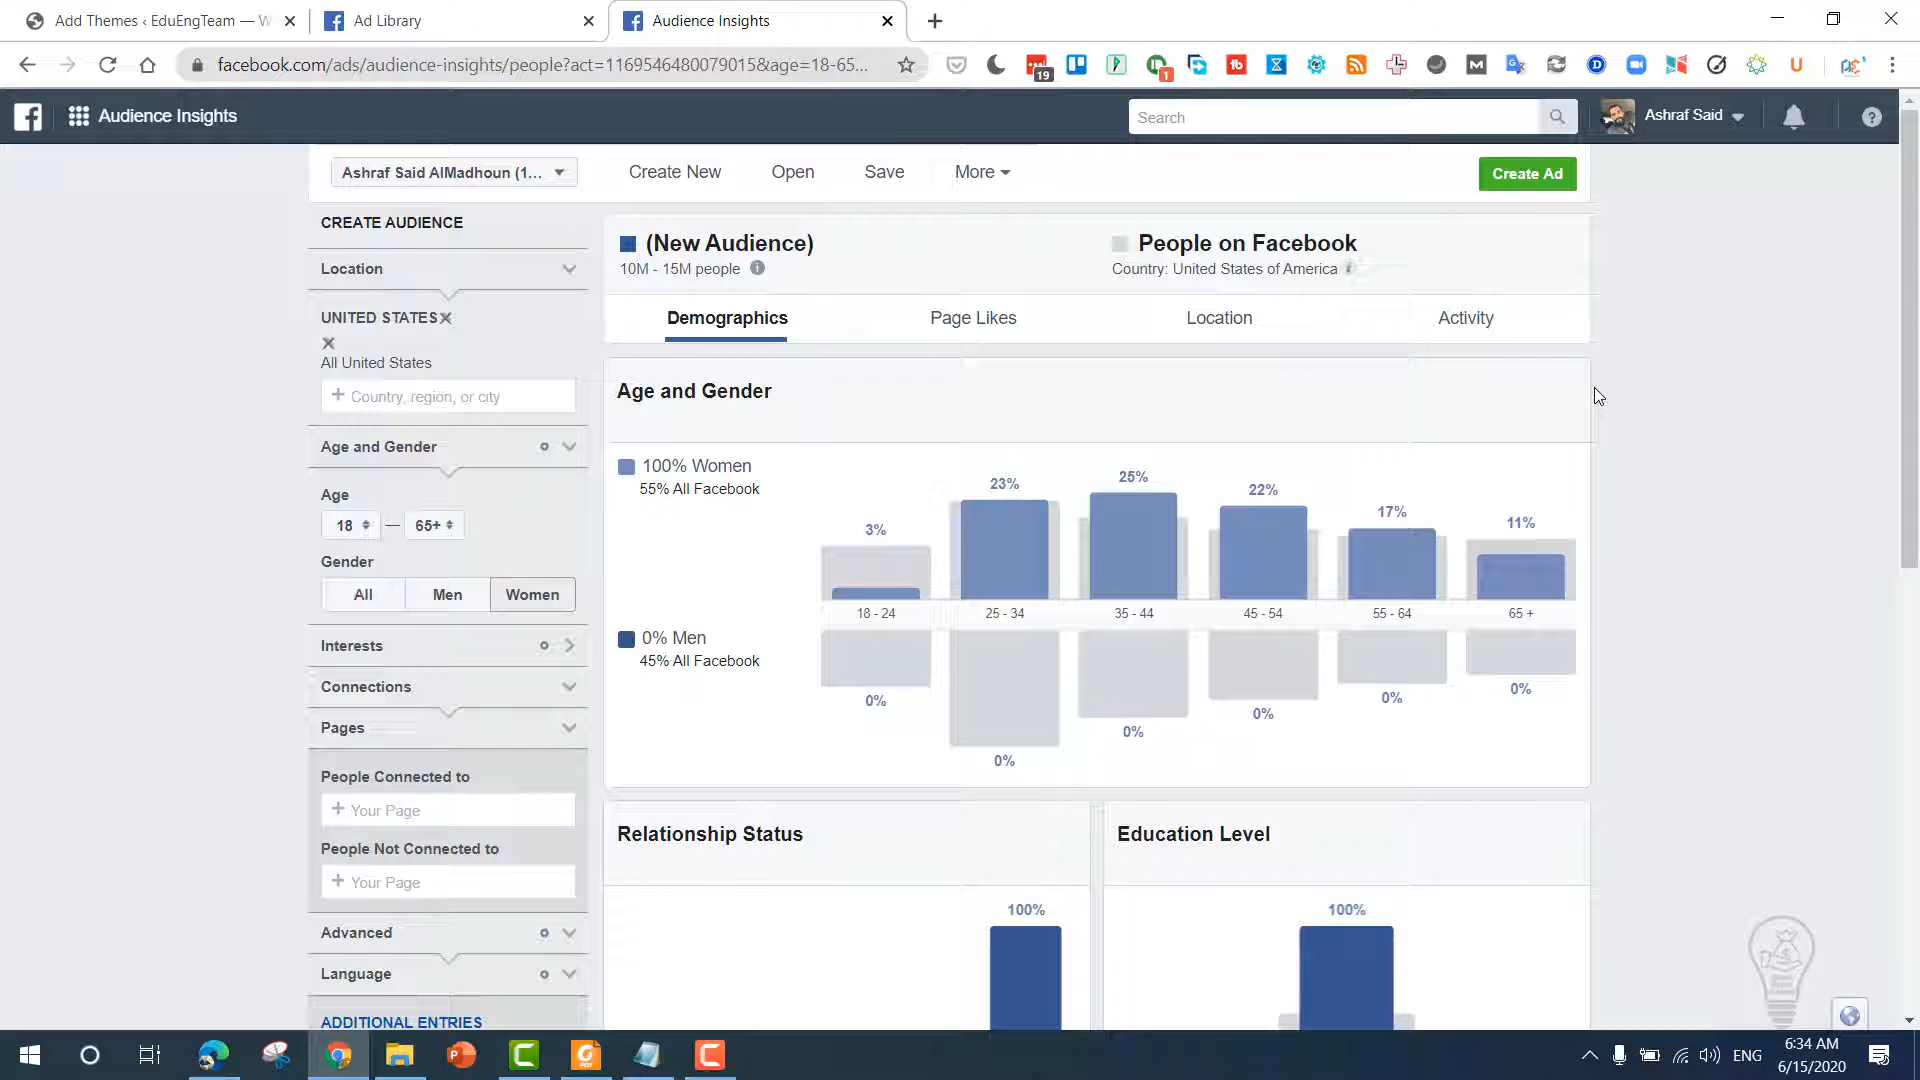 Add Themes ‹ EduEngTeam — W
Ad Library
Audience Insights
facebook.com/ads/audience-insights/people?act=1169546480079015&age=18-65...
19
1
Audience Insights
Search
Ashraf Said
Ashraf Said AlMadhoun (1...
Create New
Open
Save
More
Create Ad
CREATE AUDIENCE
Location
UNITED STATES
All United States
Country, region, or city
Age and Gender
Age
18 — 65+
Gender
All
Men
Women
Interests
Connections
Pages
People Connected to
Your Page
People Not Connected to
Your Page
Advanced
Language
ADDITIONAL ENTRIES
(New Audience)
10M - 15M people
People on Facebook
Country: United States of America
Demographics
Page Likes
Location
Activity
Age and Gender
100% Women
55% All Facebook
3%
23%
25%
22%
17%
11%
18 - 24
25 - 34
35 - 44
45 - 54
55 - 64
65 +
0% Men
45% All Facebook
0%
0%
0%
0%
0%
0%
Relationship Status
100%
Education Level
100%
ENG
6:34 AM
6/15/2020